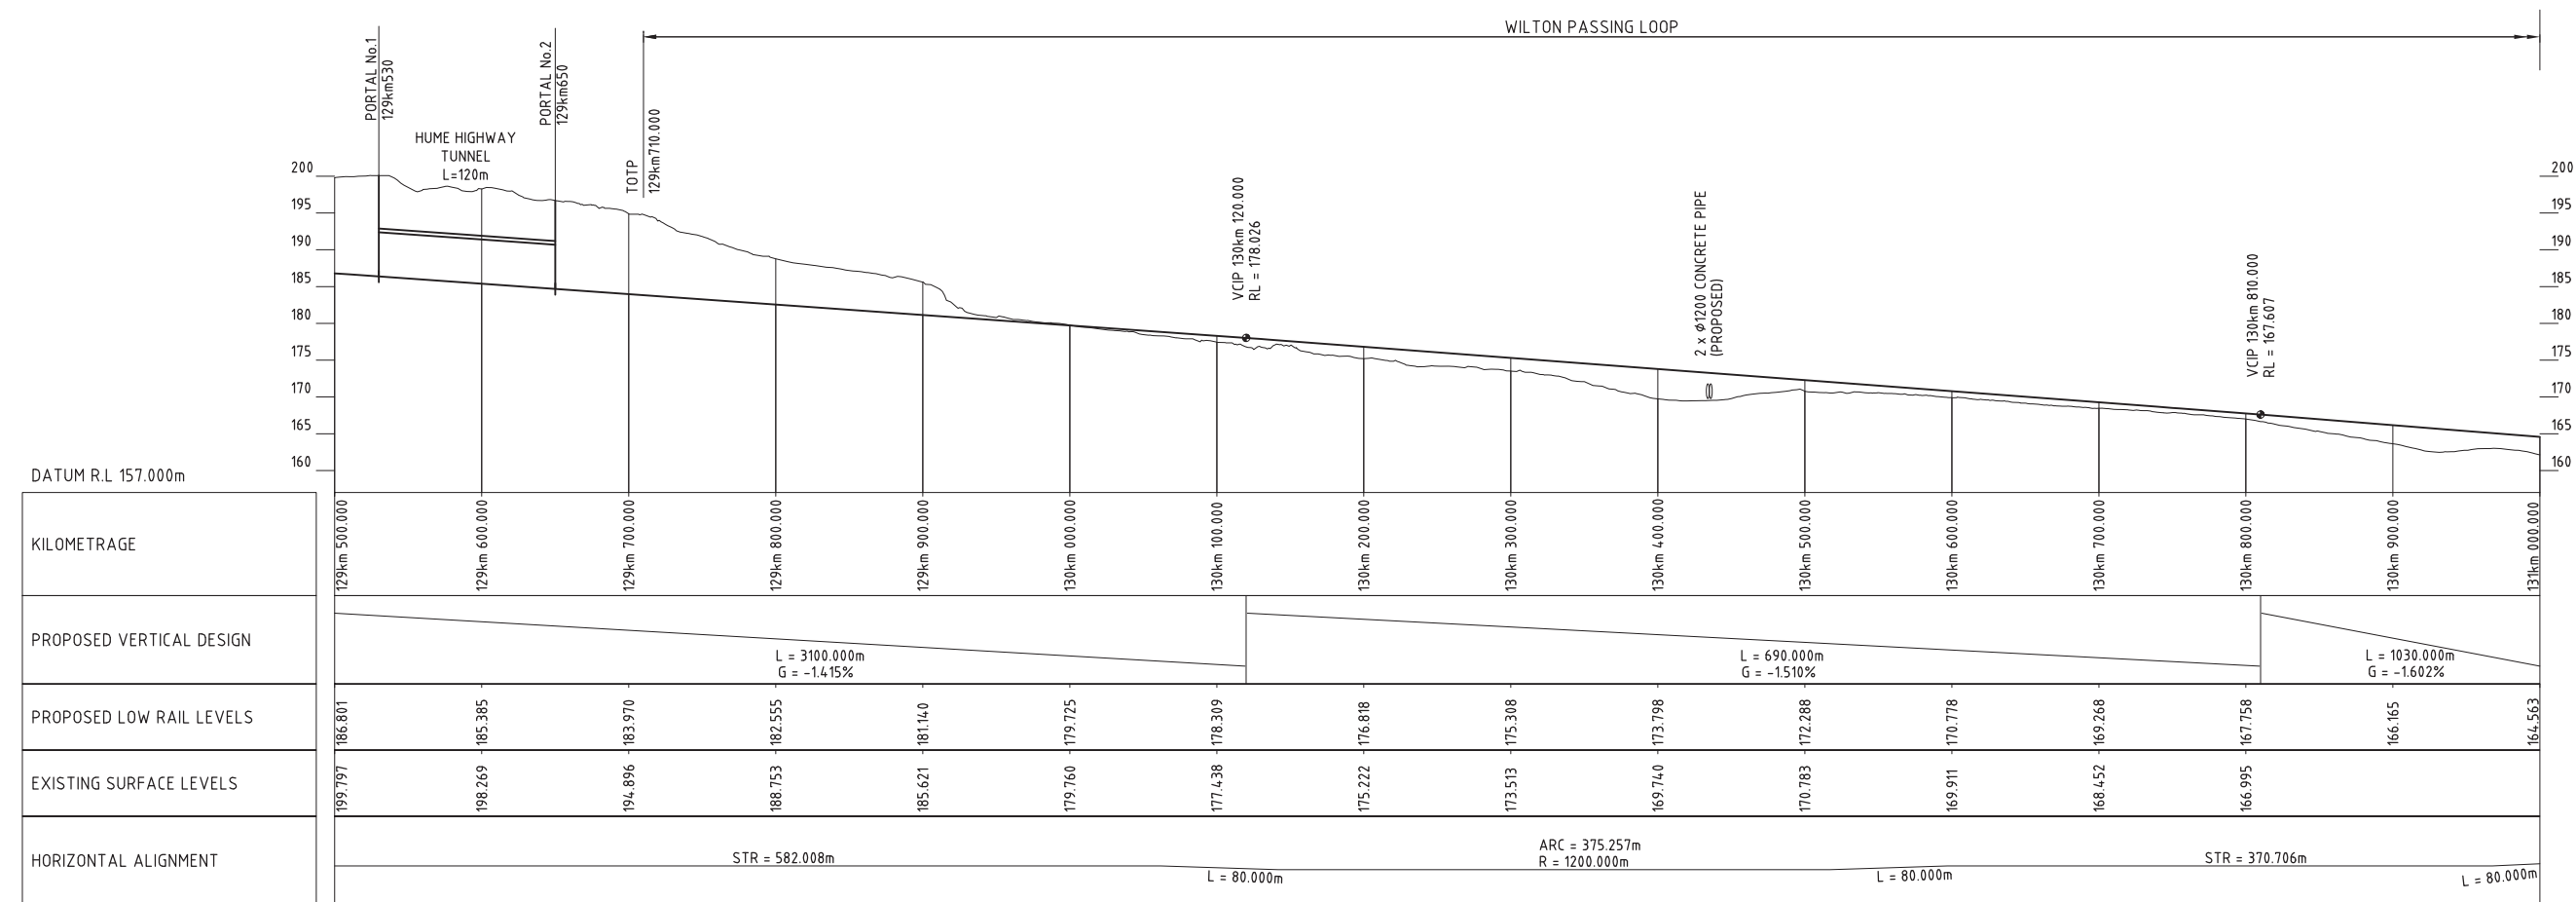 WILTON PASSING LOOP
PORTAL No.1
129km530
PORTAL No.2
129km650
HUME HIGHWAY
TUNNEL
L=120m
TOTP
129km710.000
VCIP 130km 120.000
RL = 178.026
2 x ⌀1200 CONCRETE PIPE
(PROPOSED)
VCIP 130km 810.000
RL = 167.607
200
195
190
185
180
175
170
165
160
200
195
190
185
180
175
170
165
160
DATUM R.L 157.000m
KILOMETRAGE
129km 500.000
129km 600.000
129km 700.000
129km 800.000
129km 900.000
130km 000.000
130km 100.000
130km 200.000
130km 300.000
130km 400.000
130km 500.000
130km 600.000
130km 700.000
130km 800.000
130km 900.000
131km 000.000
PROPOSED VERTICAL DESIGN
L = 3100.000m
G = -1.415%
L = 690.000m
G = -1.510%
L = 1030.000m
G = -1.602%
PROPOSED LOW RAIL LEVELS
186.801
185.385
183.970
182.555
181.140
179.725
178.309
176.818
175.308
173.798
172.288
170.778
169.268
167.758
166.165
164.563
EXISTING SURFACE LEVELS
199.797
198.269
194.896
188.753
185.621
179.760
177.438
175.222
173.513
169.740
170.783
169.911
168.452
166.995
HORIZONTAL ALIGNMENT
STR = 582.008m
L = 80.000m
ARC = 375.257m
R = 1200.000m
L = 80.000m
STR = 370.706m
L = 80.000m